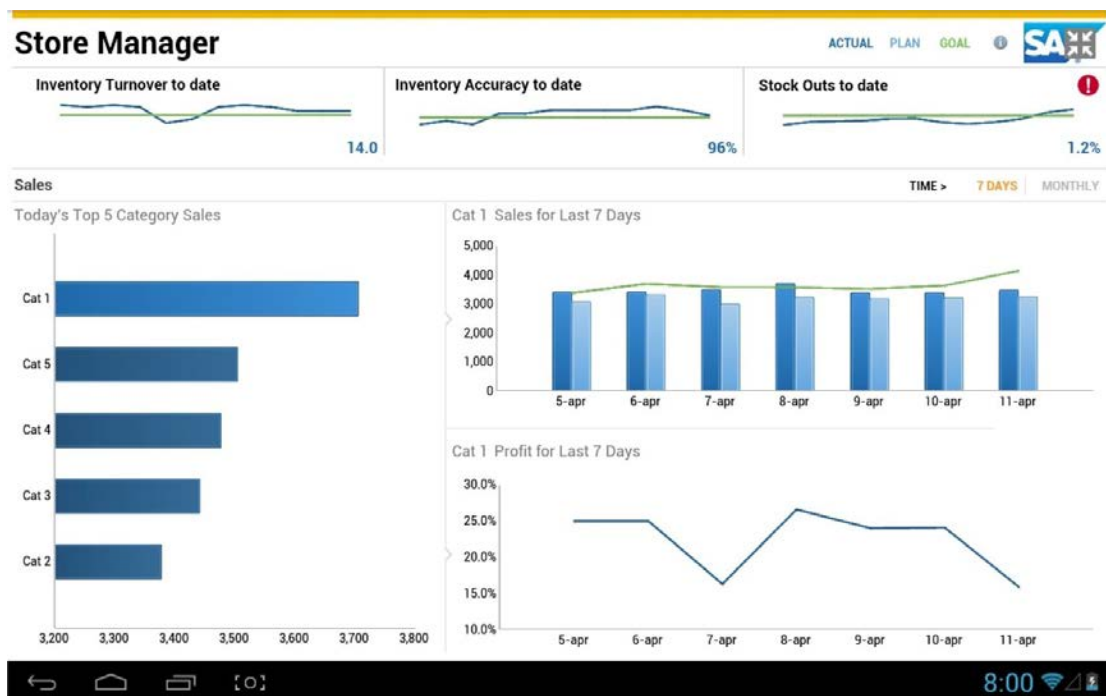 Store Manager
ACTUAL PLAN GOAL i SA
Inventory Turnover to date
14.0
Inventory Accuracy to date
96%
Stock Outs to date
!
1.2%
Sales
TIME > 7 DAYS MONTHLY
Today's Top 5 Category Sales
Cat 1
Cat 5
Cat 4
Cat 3
Cat 2
3,200 3,300 3,400 3,500 3,600 3,700 3,800
Cat 1 Sales for Last 7 Days
5,000
4,000
3,000
2,000
1,000
0
5-apr 6-apr 7-apr 8-apr 9-apr 10-apr 11-apr
Cat 1 Profit for Last 7 Days
30.0%
25.0%
20.0%
15.0%
10.0%
5-apr 6-apr 7-apr 8-apr 9-apr 10-apr 11-apr
8:00